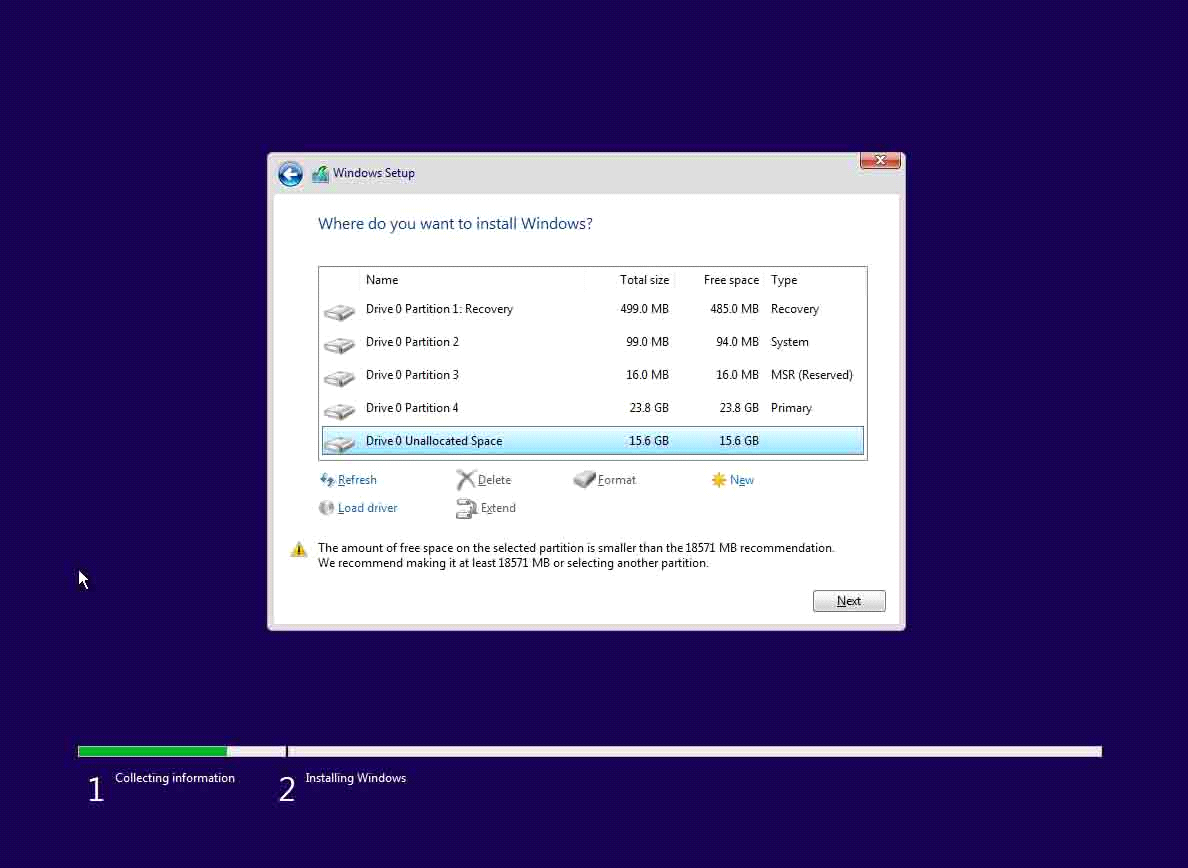 Windows Setup
Where do you want to install Windows?
Name Total size Free space Type
Drive 0 Partition 1: Recovery 499.0 MB 485.0 MB Recovery
Drive 0 Partition 2 99.0 MB 94.0 MB System
Drive 0 Partition 3 16.0 MB 16.0 MB MSR (Reserved)
Drive 0 Partition 4 23.8 GB 23.8 GB Primary
Drive 0 Unallocated Space 15.6 GB 15.6 GB
Refresh Delete Format New
Load driver Extend
The amount of free space on the selected partition is smaller than the 18571 MB recommendation.
We recommend making it at least 18571 MB or selecting another partition.
Next
1 Collecting information 2 Installing Windows